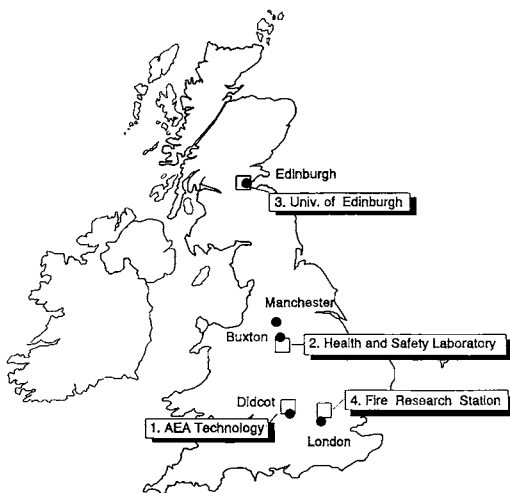 Edinburgh
3. Univ. of Edinburgh
Manchester
Buxton
2. Health and Safety Laboratory
Didcot
4. Fire Research Station
1. AEA Technology
London